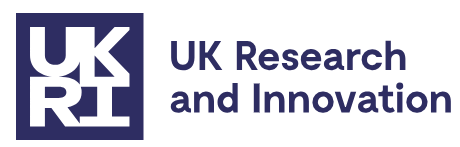 UK
RI
UK Research
and Innovation